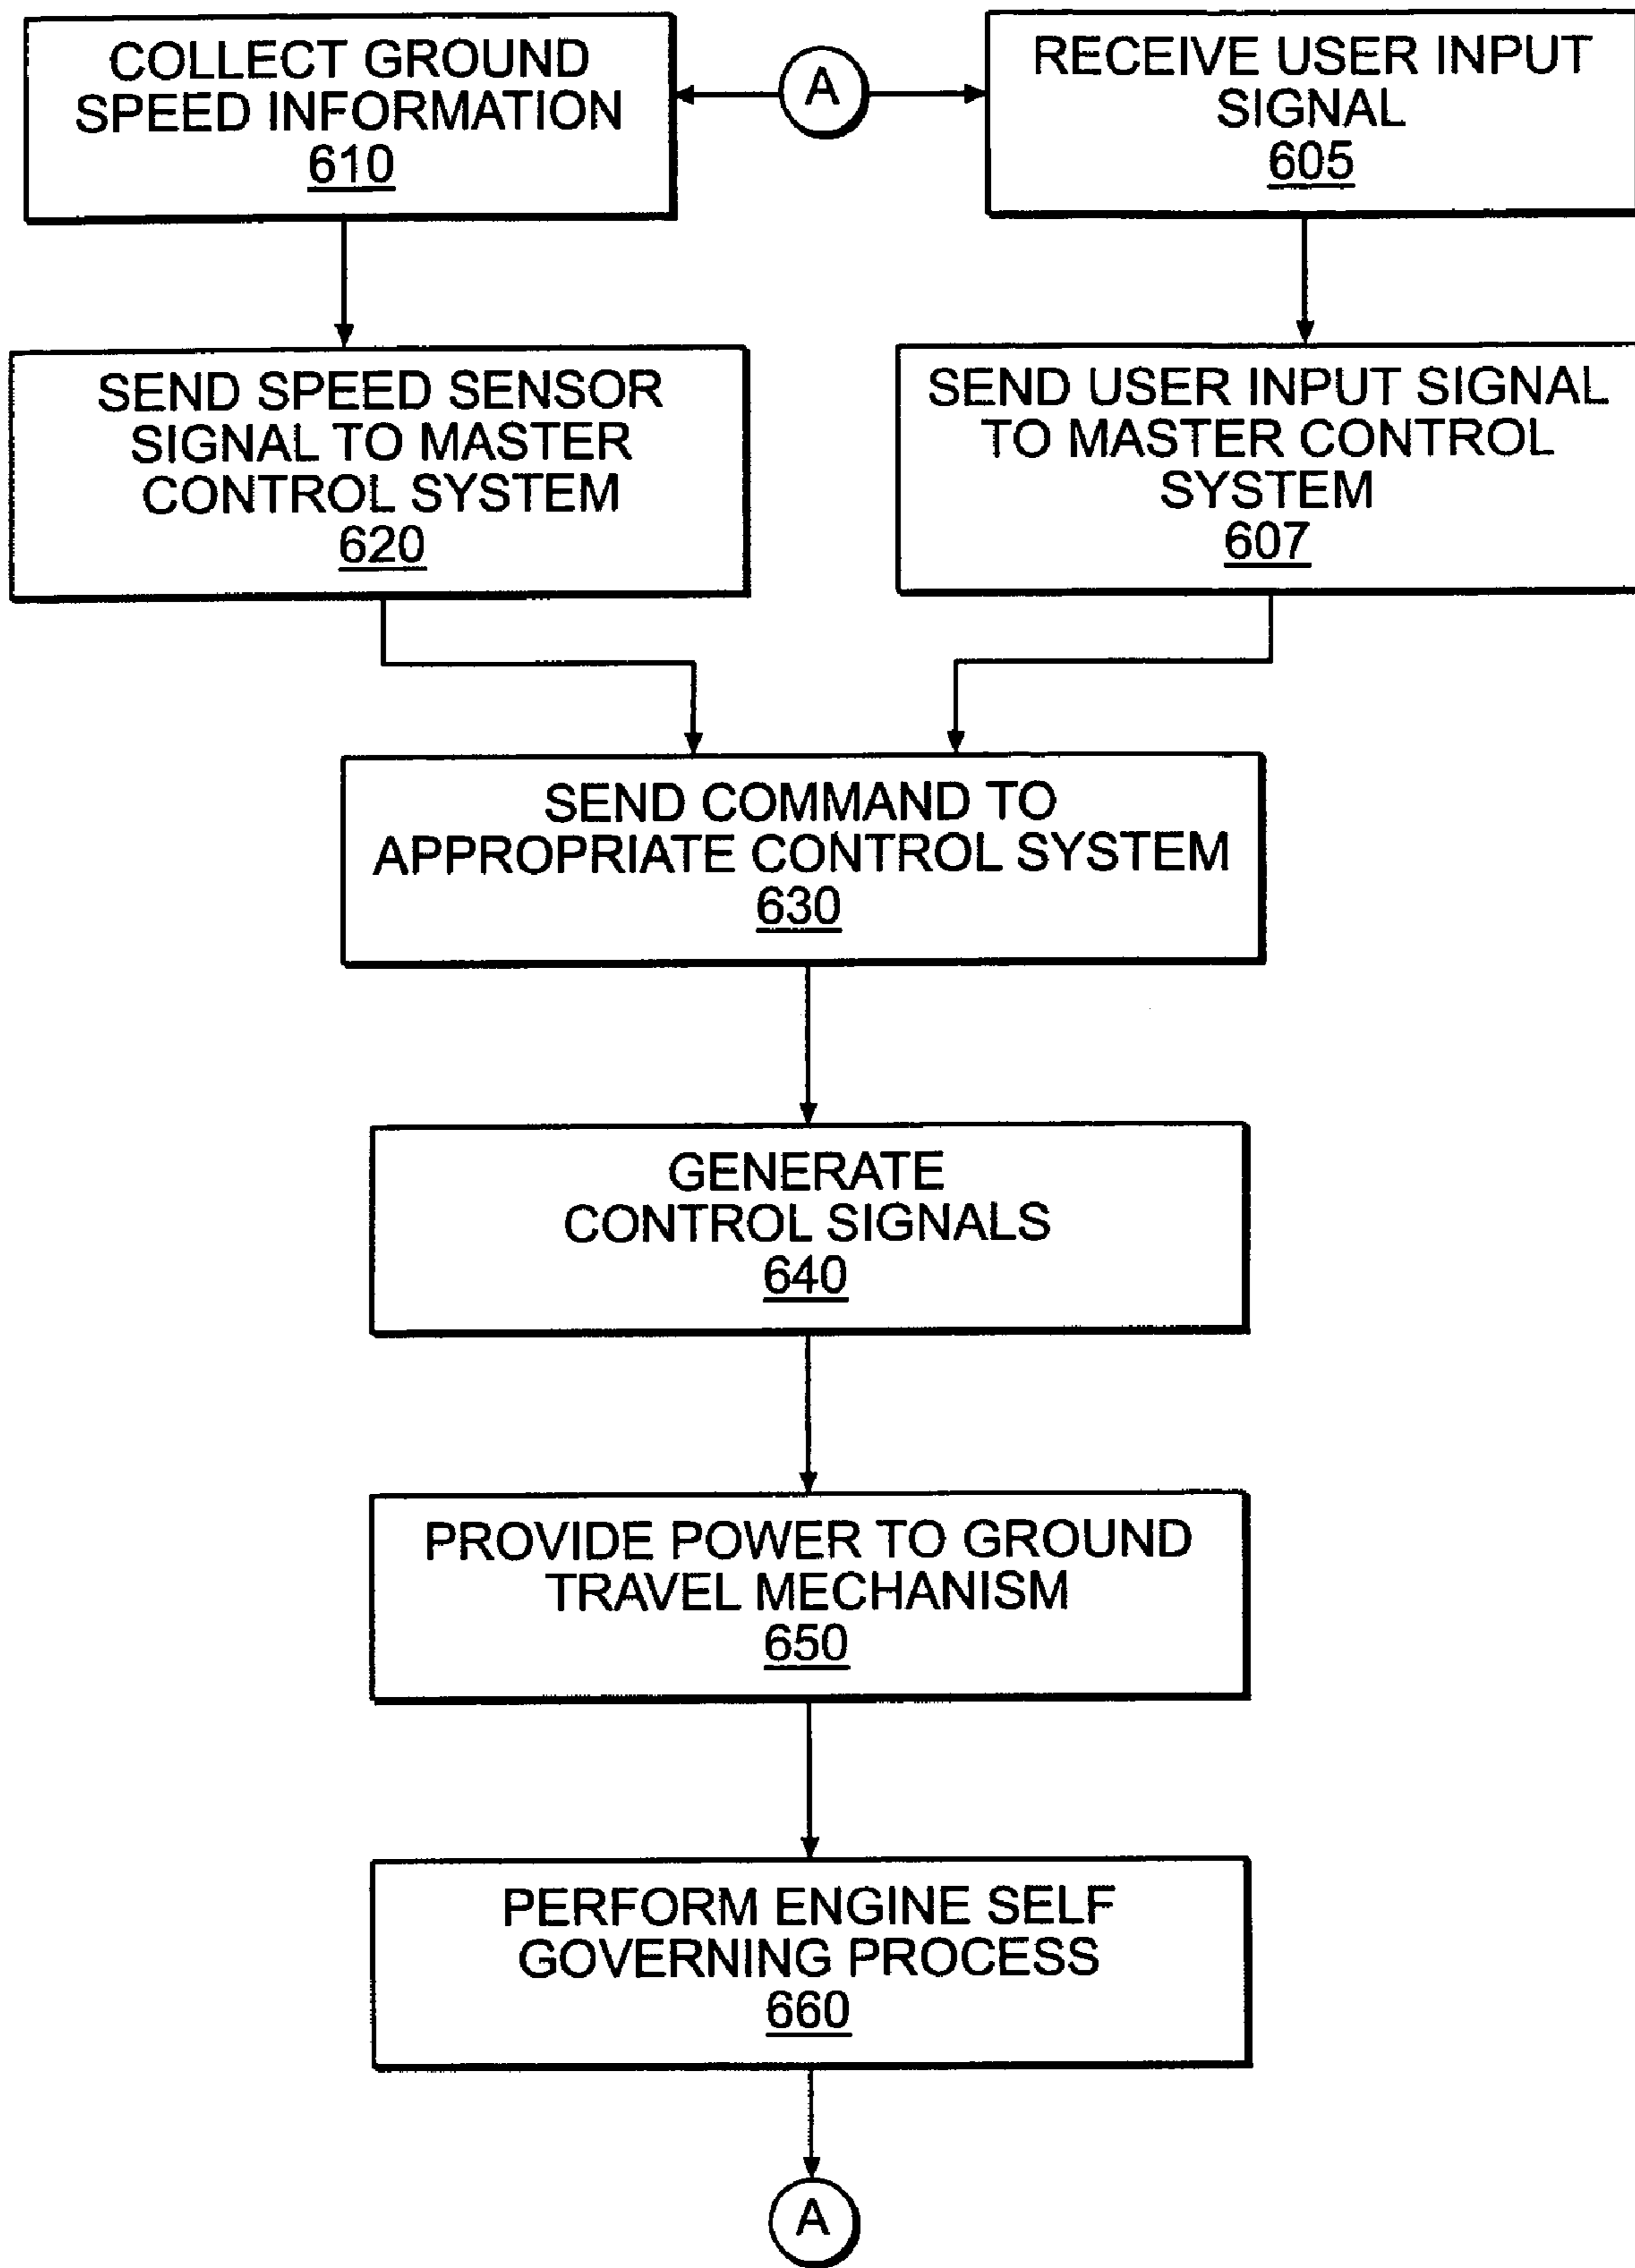 COLLECT GROUND
SPEED INFORMATION
610
A
RECEIVE USER INPUT
SIGNAL
605
SEND SPEED SENSOR
SIGNAL TO MASTER
CONTROL SYSTEM
620
SEND USER INPUT SIGNAL
TO MASTER CONTROL
SYSTEM
607
SEND COMMAND TO
APPROPRIATE CONTROL SYSTEM
630
GENERATE
CONTROL SIGNALS
640
PROVIDE POWER TO GROUND
TRAVEL MECHANISM
650
PERFORM ENGINE SELF
GOVERNING PROCESS
660
A